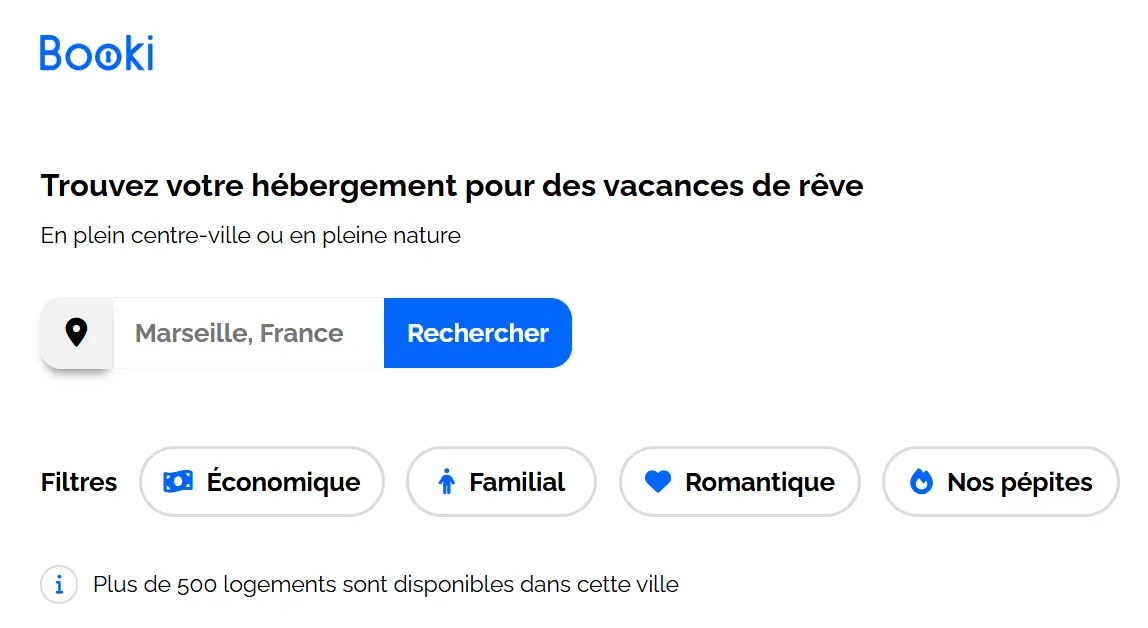 Booki
Trouvez votre hébergement pour des vacances de rêve
En plein centre-ville ou en pleine nature
Marseille, France Rechercher
Filtres Économique Familial Romantique Nos pépites
i Plus de 500 logements sont disponibles dans cette ville